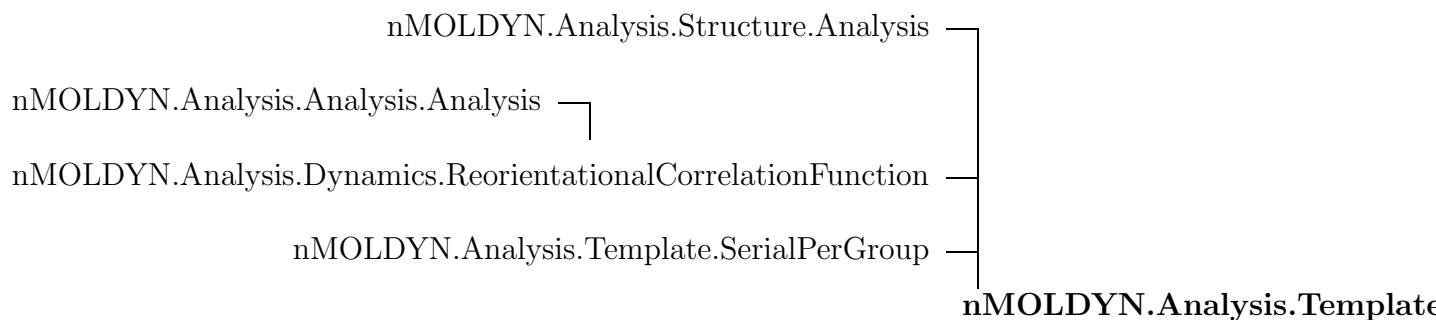 nMOLDYN.Analysis.Structure.Analysis
nMOLDYN.Analysis.Analysis.Analysis
nMOLDYN.Analysis.Dynamics.ReorientationalCorrelationFunction
nMOLDYN.Analysis.Template.SerialPerGroup
nMOLDYN.Analysis.Template